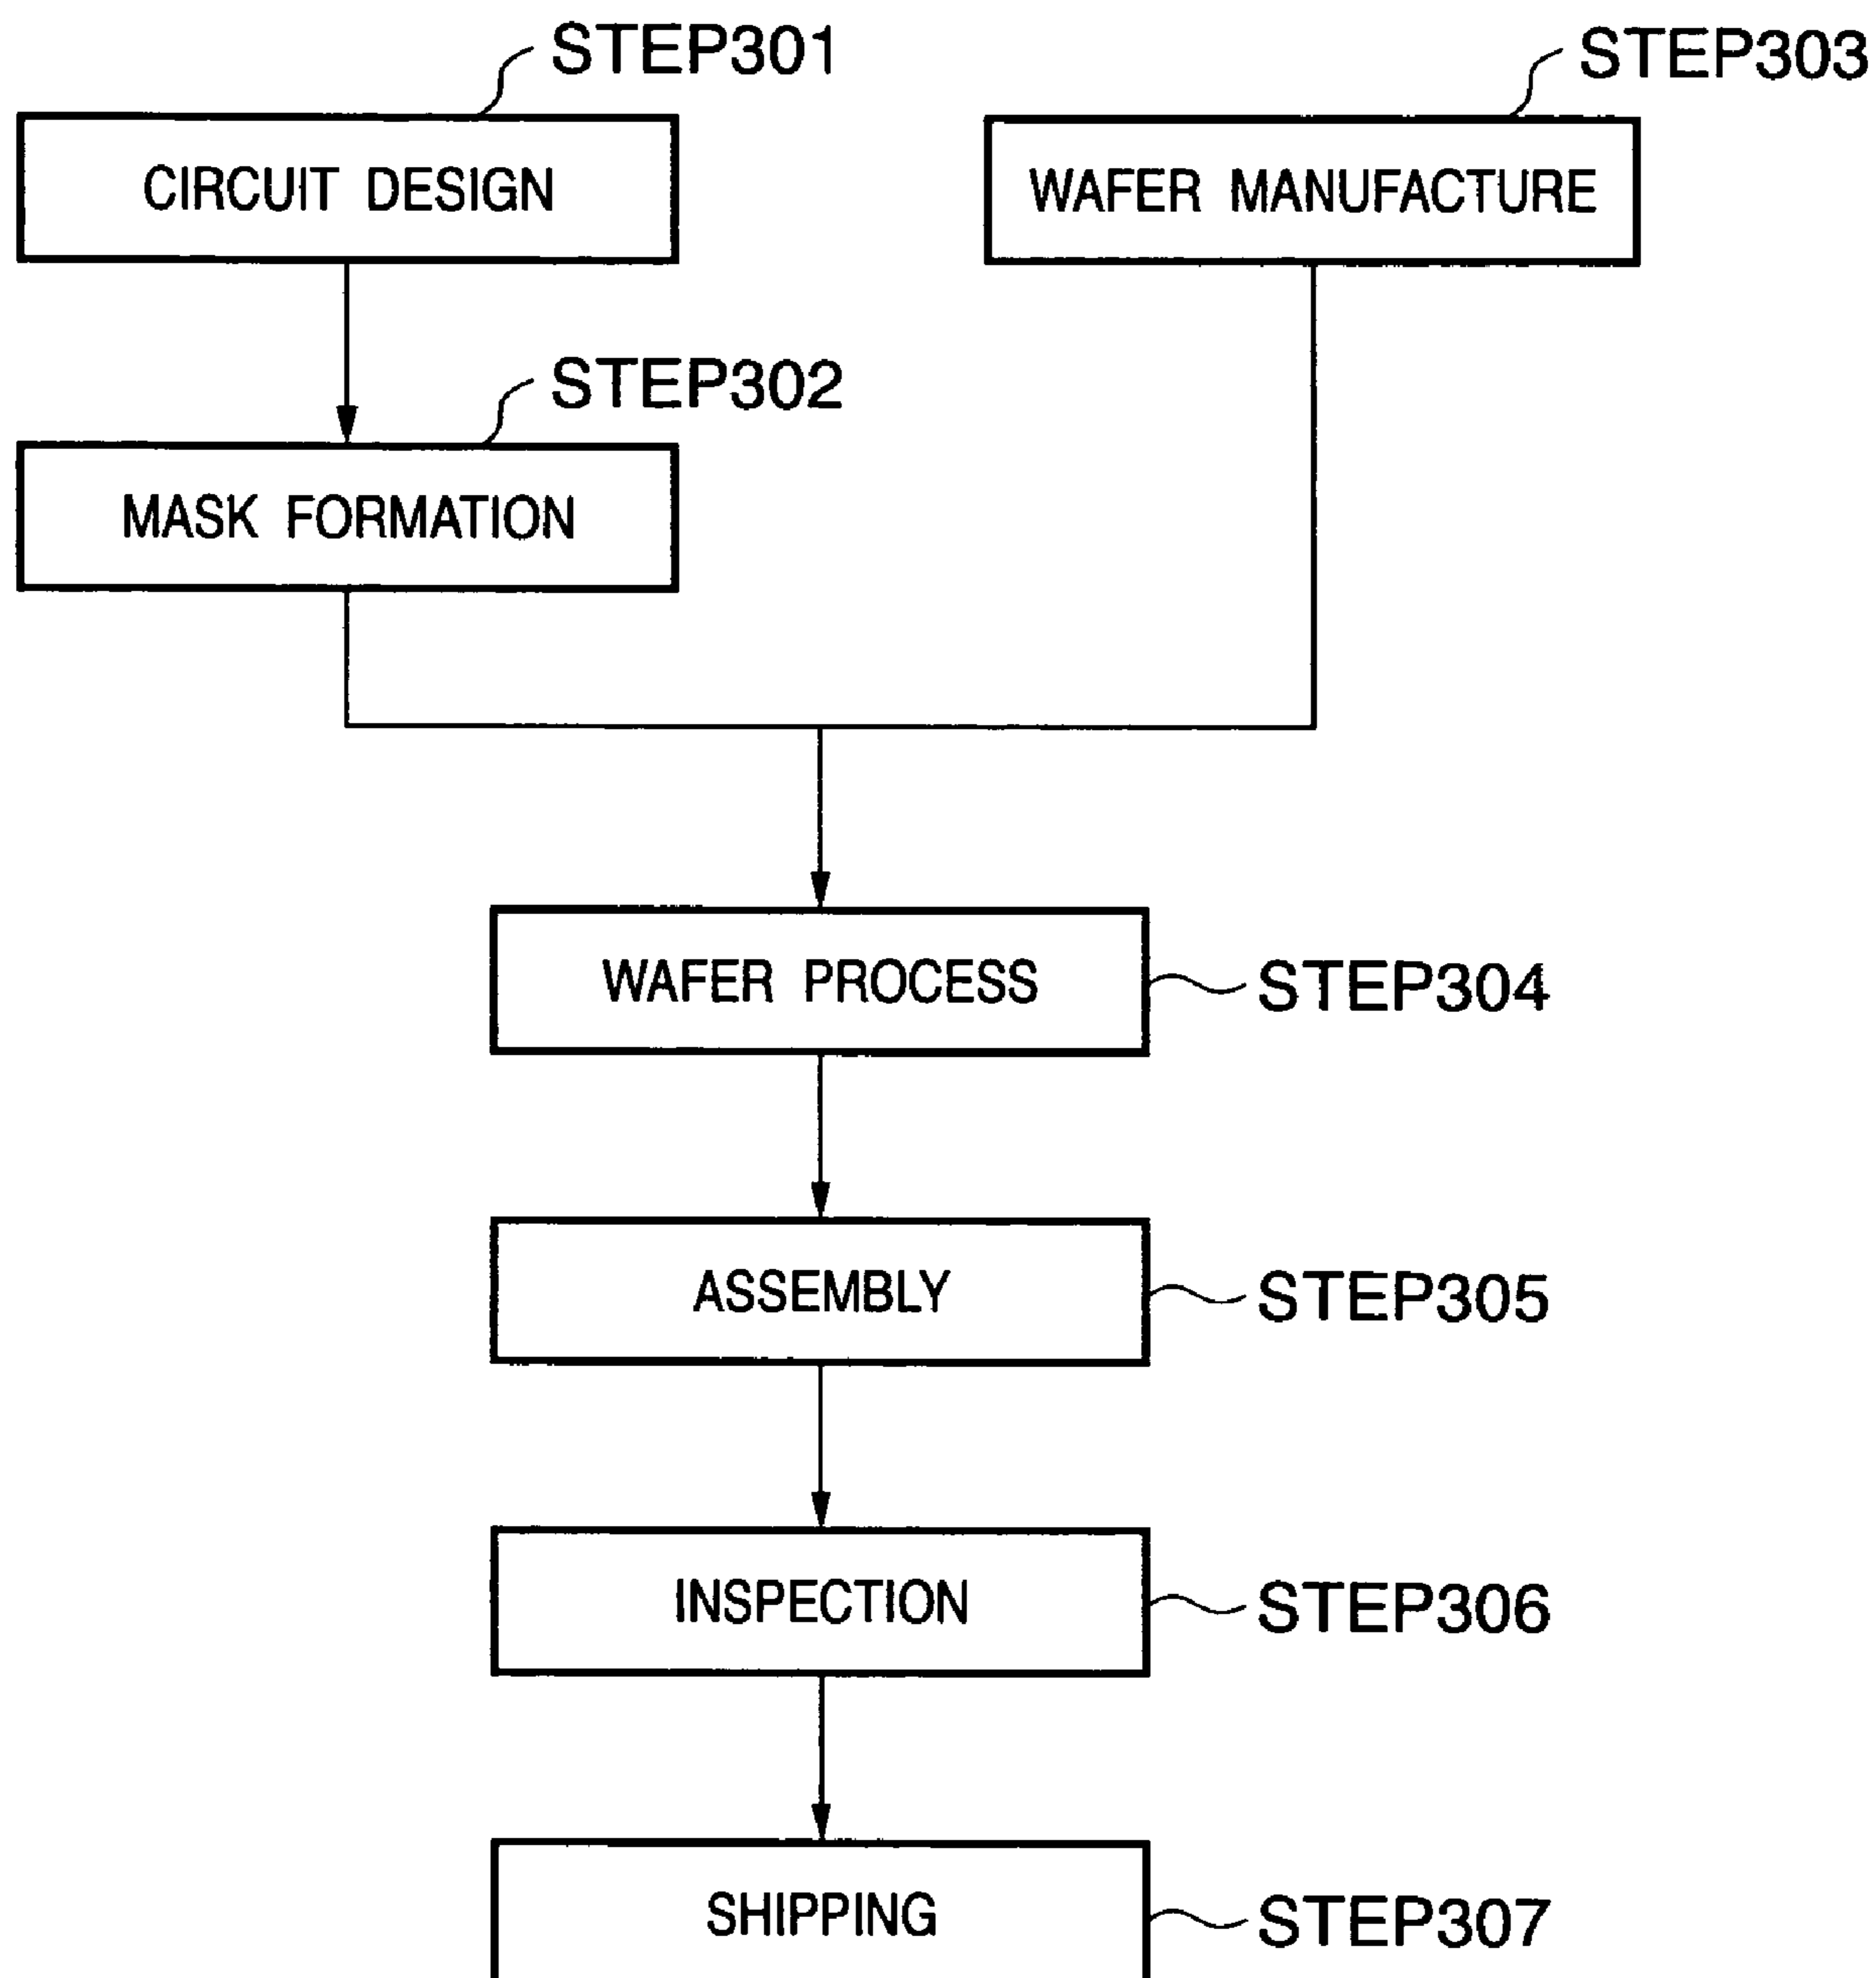 STEP301
STEP303
CIRCUIT DESIGN
WAFER MANUFACTURE
STEP302
MASK FORMATION
WAFER PROCESS
STEP304
ASSEMBLY
STEP305
INSPECTION
STEP306
SHIPPING
STEP307